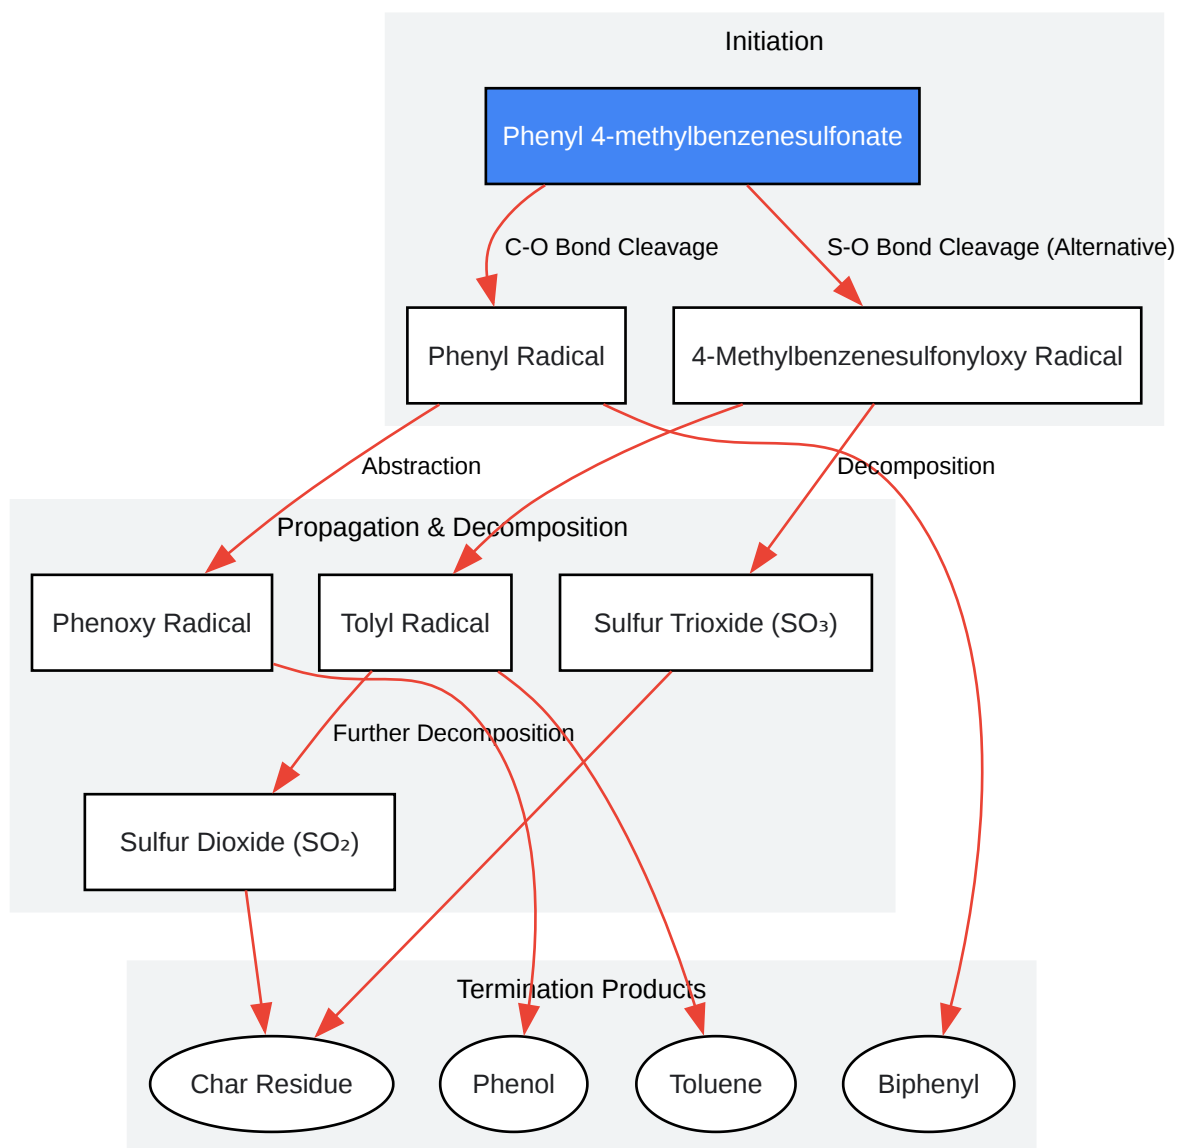 Initiation
Phenyl 4-methylbenzenesulfonate
C-O Bond Cleavage
S-O Bond Cleavage (Alternative)
Phenyl Radical
4-Methylbenzenesulfonyloxy Radical
Abstraction
Decomposition
Propagation & Decomposition
Phenoxy Radical
Tolyl Radical
Sulfur Trioxide (SO₃)
Further Decomposition
Sulfur Dioxide (SO₂)
Termination Products
Char Residue
Phenol
Toluene
Biphenyl